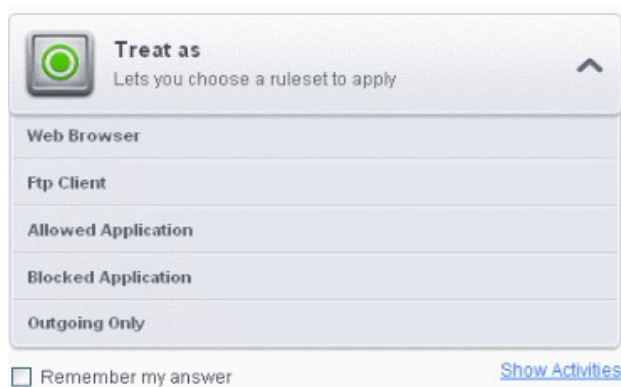 Treat as
Lets you choose a ruleset to apply
Web Browser
Ftp Client
Allowed Application
Blocked Application
Outgoing Only
Remember my answer
Show Activities